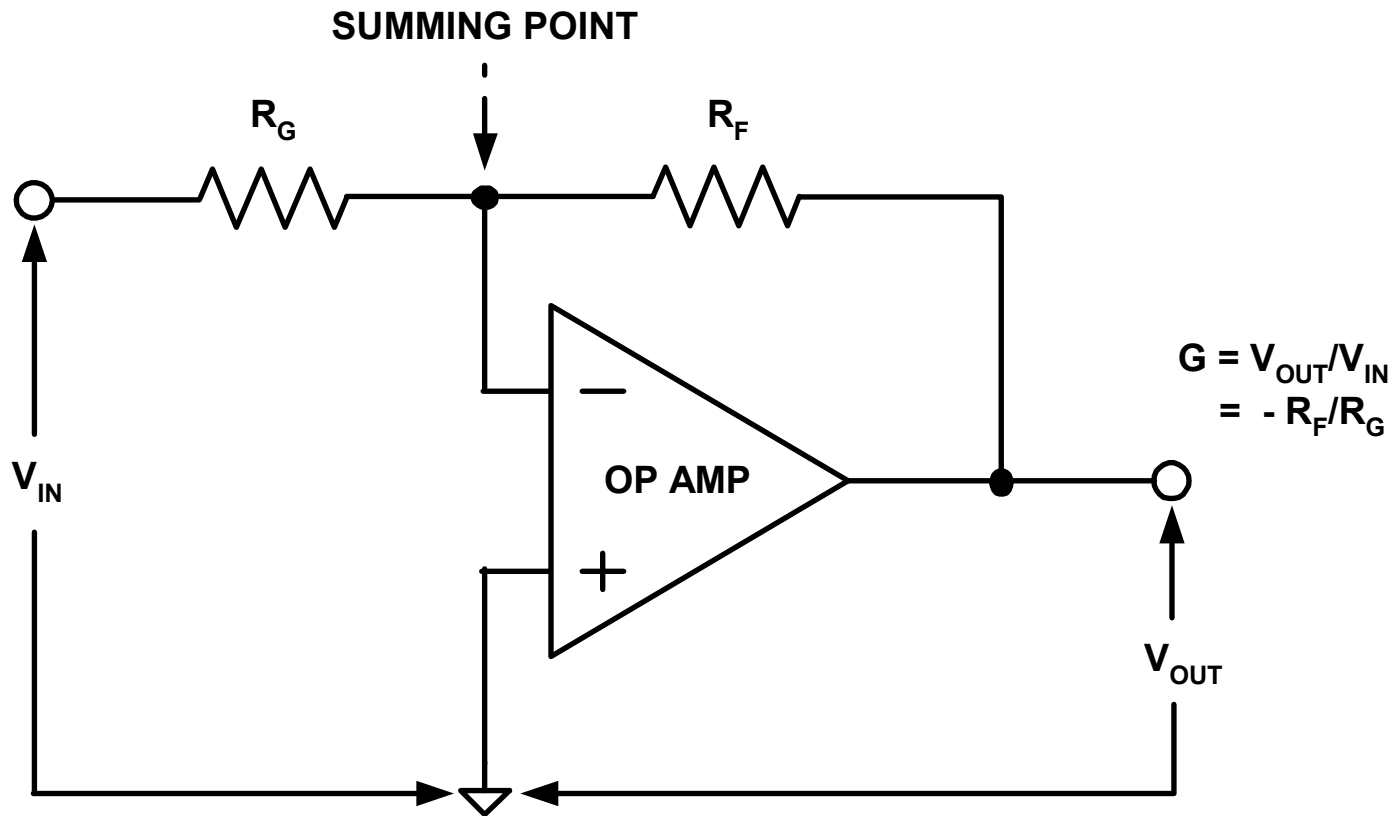 SUMMING POINT
R_G
R_F
G = V_OUT/V_IN
= - R_F/R_G
−
OP AMP
V_IN
+
V_OUT